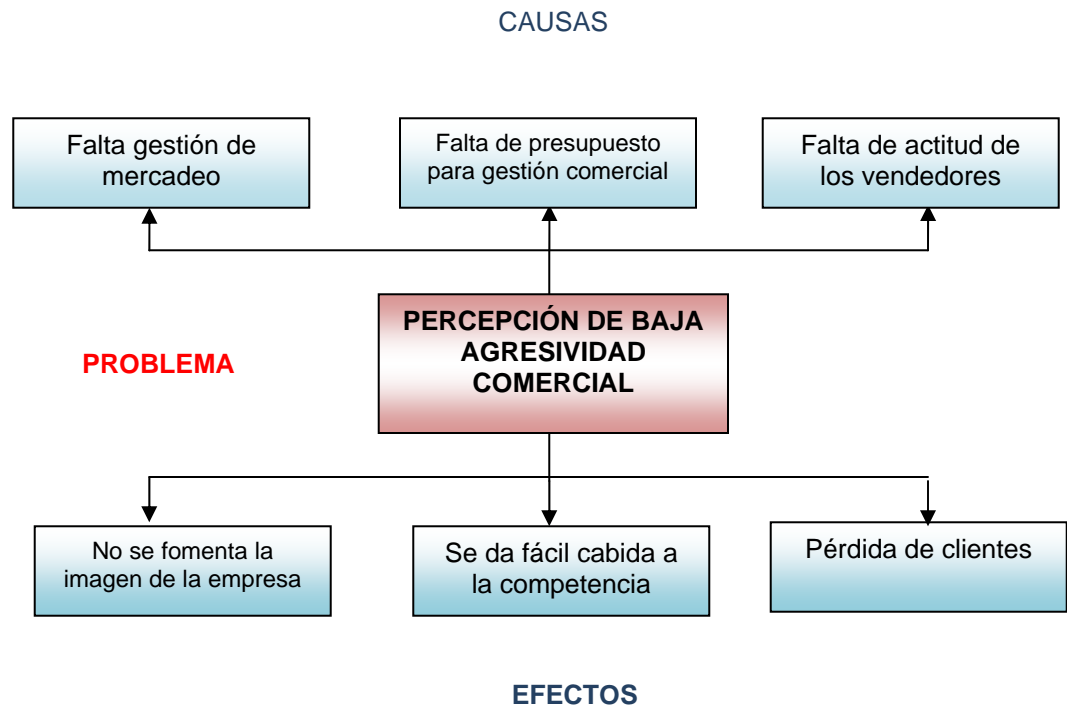 CAUSAS
Falta gestión de
mercadeo
Falta de presupuesto
para gestión comercial
Falta de actitud de
los vendedores
PERCEPCIÓN DE BAJA
AGRESIVIDAD
COMERCIAL
PROBLEMA
No se fomenta la
imagen de la empresa
Se da fácil cabida a
la competencia
Pérdida de clientes
EFECTOS